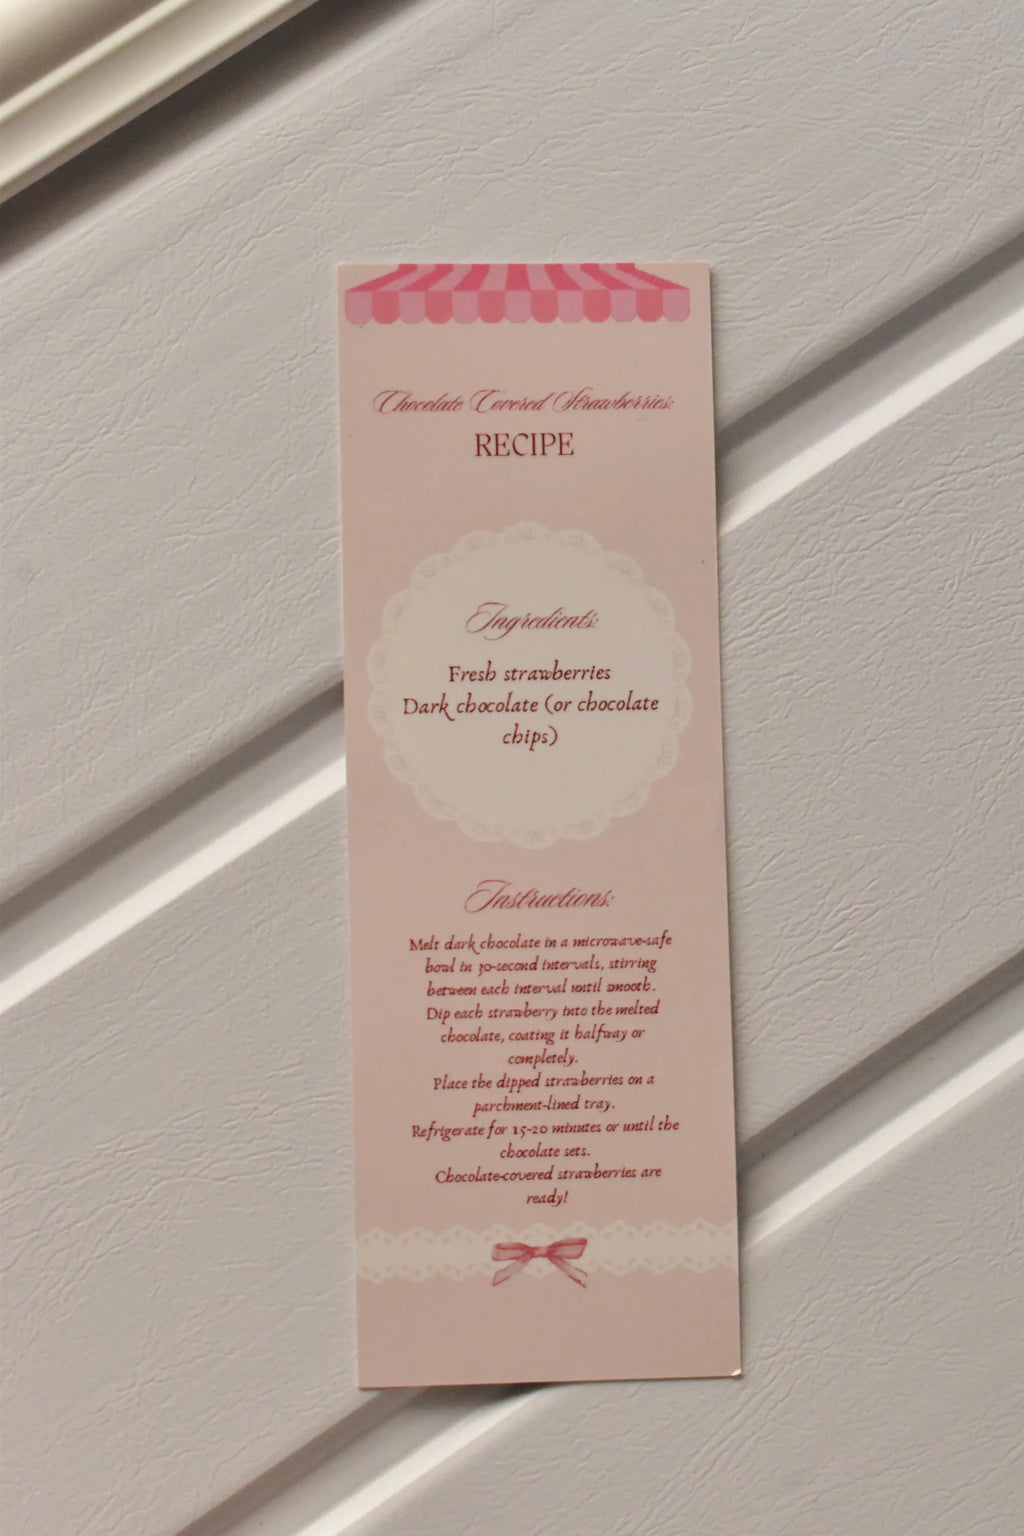 Chocolate Covered Strawberries:
RECIPE
Ingredients:
Fresh strawberries
Dark chocolate (or chocolate
chips)
Instructions:
Melt dark chocolate in a microwave-safe
bowl in 30-second intervals, stirring
between each interval until smooth.
Dip each strawberry into the melted
chocolate, coating it halfway or
completely.
Place the dipped strawberries on a
parchment-lined tray.
Refrigerate for 15-20 minutes or until the
chocolate sets.
Chocolate-covered strawberries are
ready!